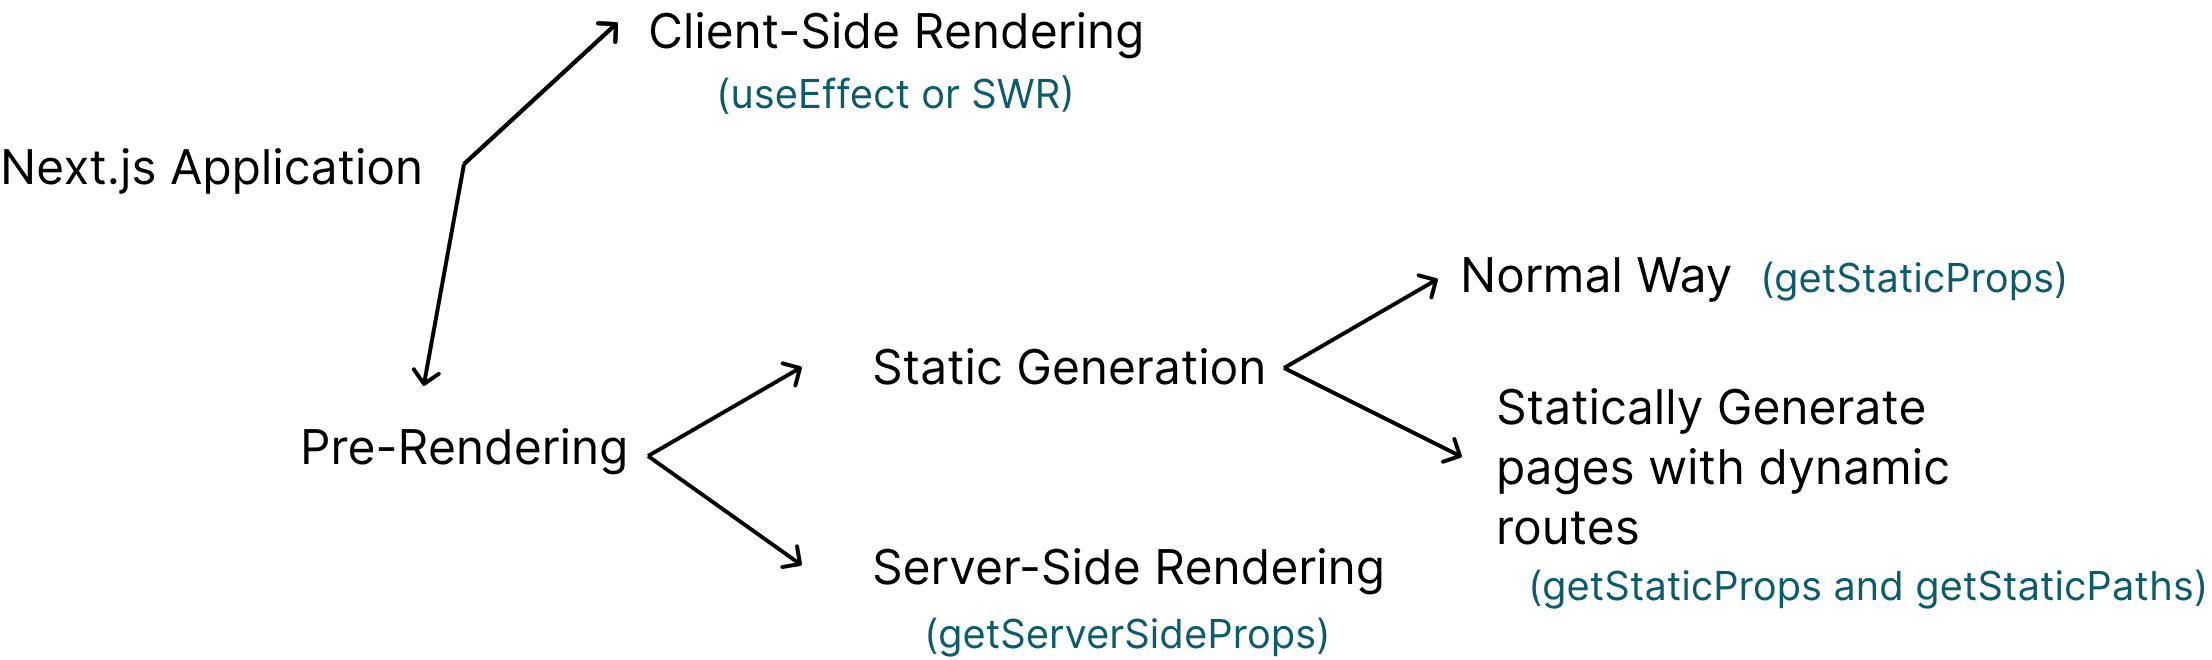 Client-Side Rendering
(useEffect or SWR)
Next.js Application
Normal Way (getStaticProps)
Static Generation
Statically Generate
pages with dynamic
routes
(getStaticProps and getStaticPaths)
Pre-Rendering
Server-Side Rendering
(getServerSideProps)